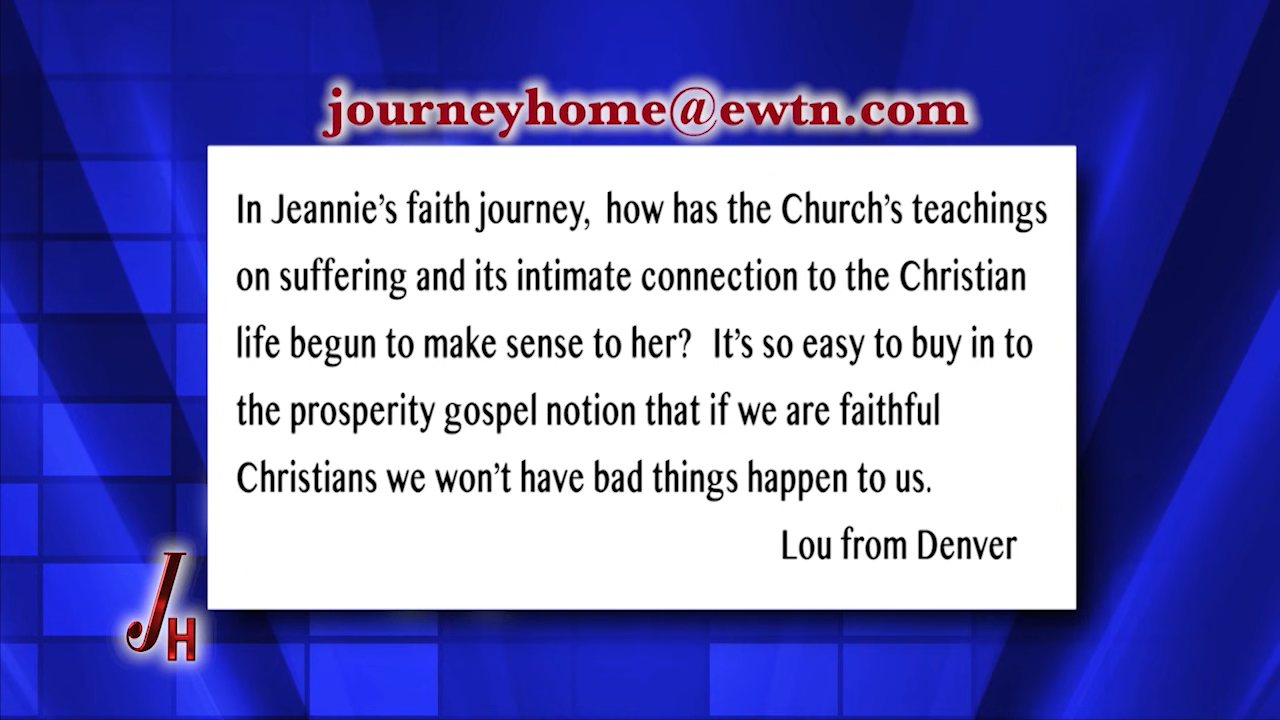 journeyhome@ewtn.com
In Jeannie's faith journey, how has the Church's teachings
on suffering and its intimate connection to the Christian
life begun to make sense to her? It's so easy to buy in to
the prosperity gospel notion that if we are faithful
Christians we won't have bad things happen to us.
Lou from Denver
JH